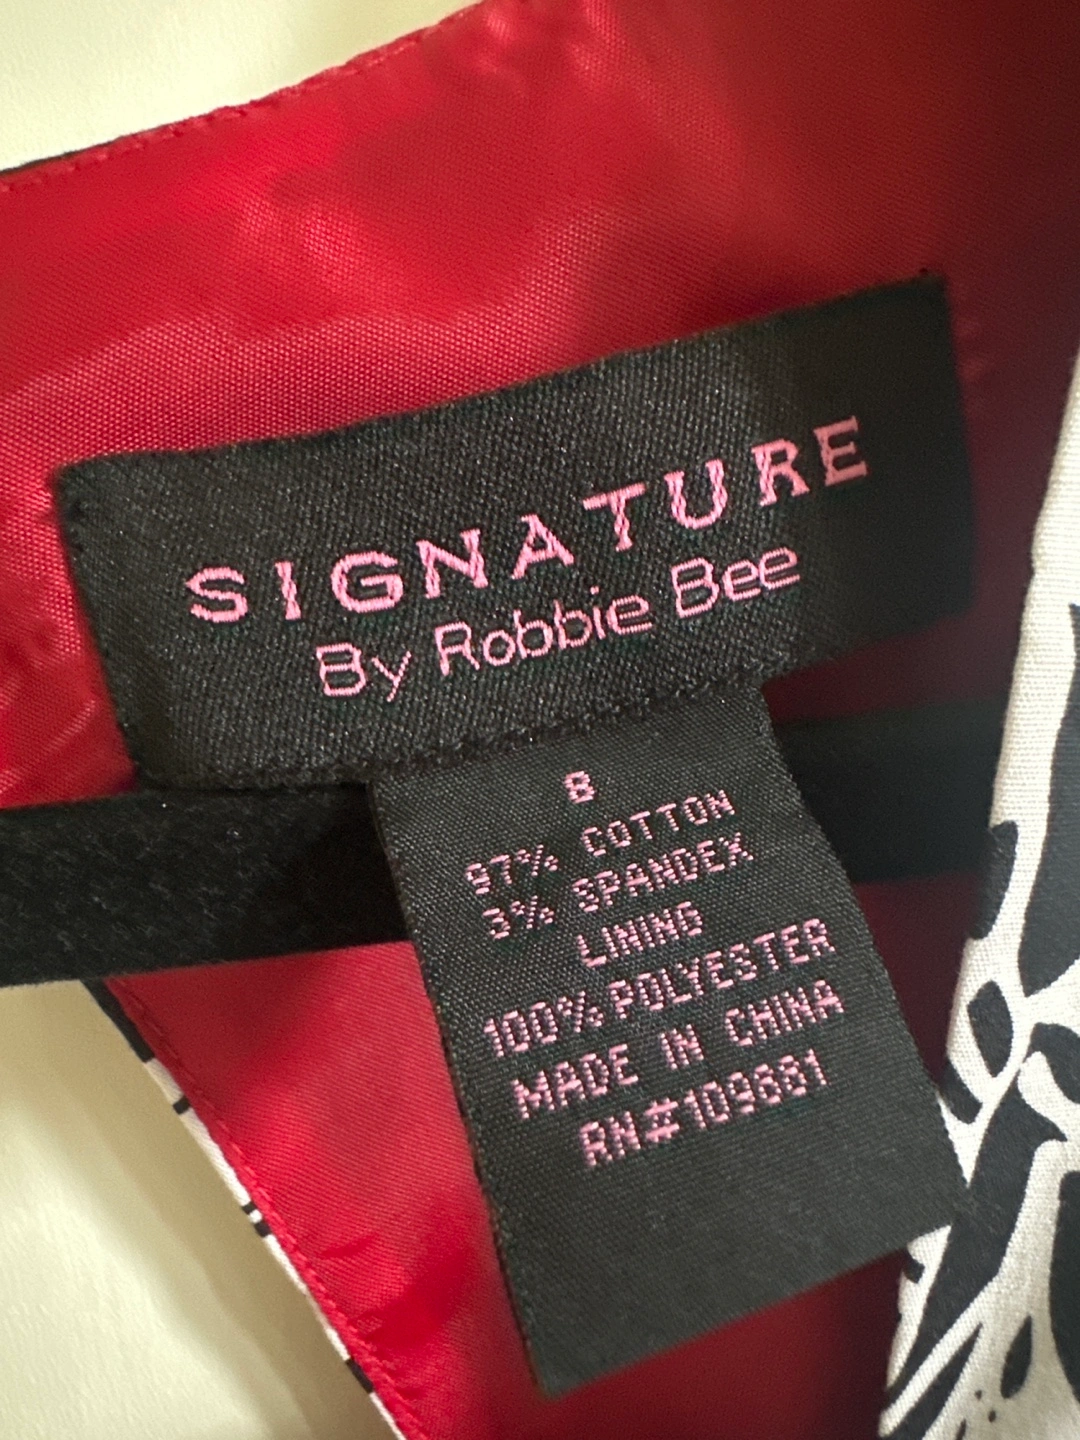 SIGNATURE
By Robbie Bee
8
97% COTTON
3% SPANDEX
LINING
100% POLYESTER
MADE IN CHINA
RN#109681